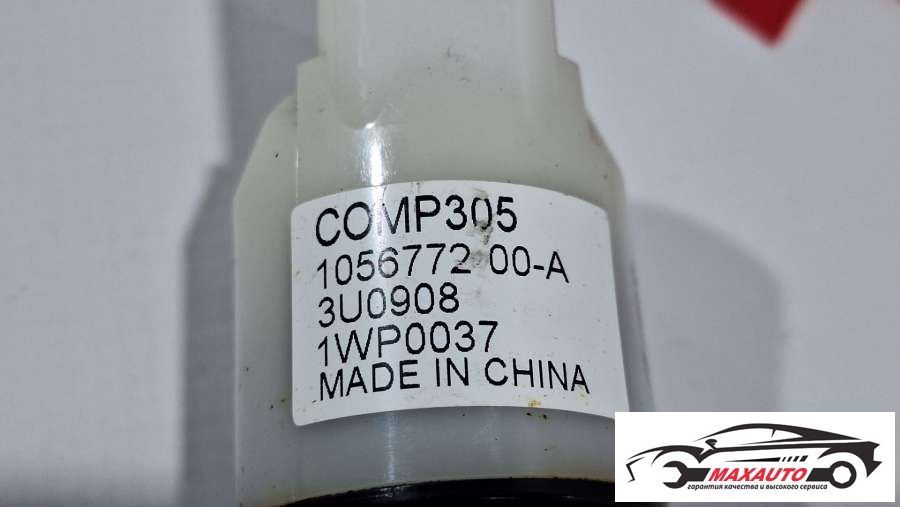 COMP305
1056772 00-A
3U0908
1WP0037
MADE IN CHINA
MAXAUTO
гарантия качества и высокого сервиса